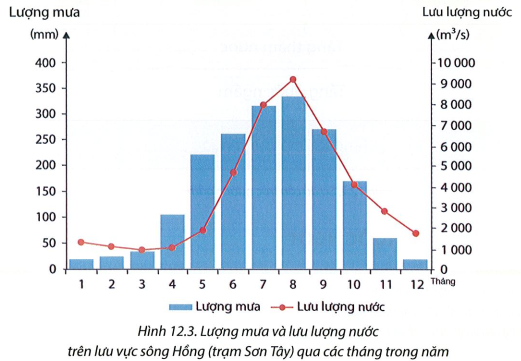 Lượng mưa Lưu lượng nước
(mm) (m³/s)
400 10 000
350 9 000
300 8 000
250 7 000
200 6 000
150 5 000
100 4 000
50 3 000
0 2 000
1 000
0
1 2 3 4 5 6 7 8 9 10 11 12 Tháng
Lượng mưa Lưu lượng nước
Hình 12.3. Lượng mưa và lưu lượng nước
trên lưu vực sông Hồng (trạm Sơn Tây) qua các tháng trong năm